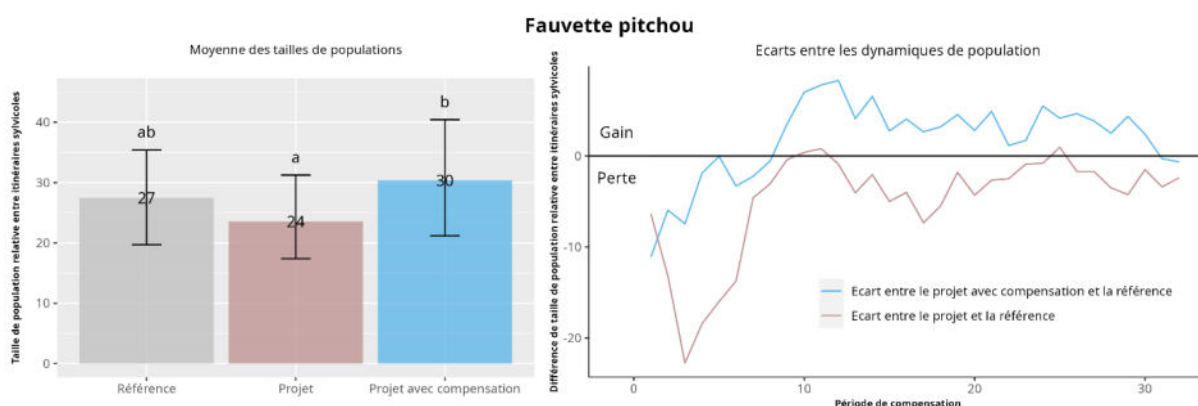 Fauvette pitchou
Moyenne des tailles de populations
Taille de population relative entre itinéraires sylvicoles
40
30
20
10
0
ab
a
b
27
24
30
Référence
Projet
Projet avec compensation
Ecarts entre les dynamiques de population
Différence de taille de population relative entre itinéraires sylvicoles
0
-10
-20
Gain
Perte
Ecart entre le projet avec compensation et la référence
Ecart entre le projet et la référence
0
10
20
30
Période de compensation